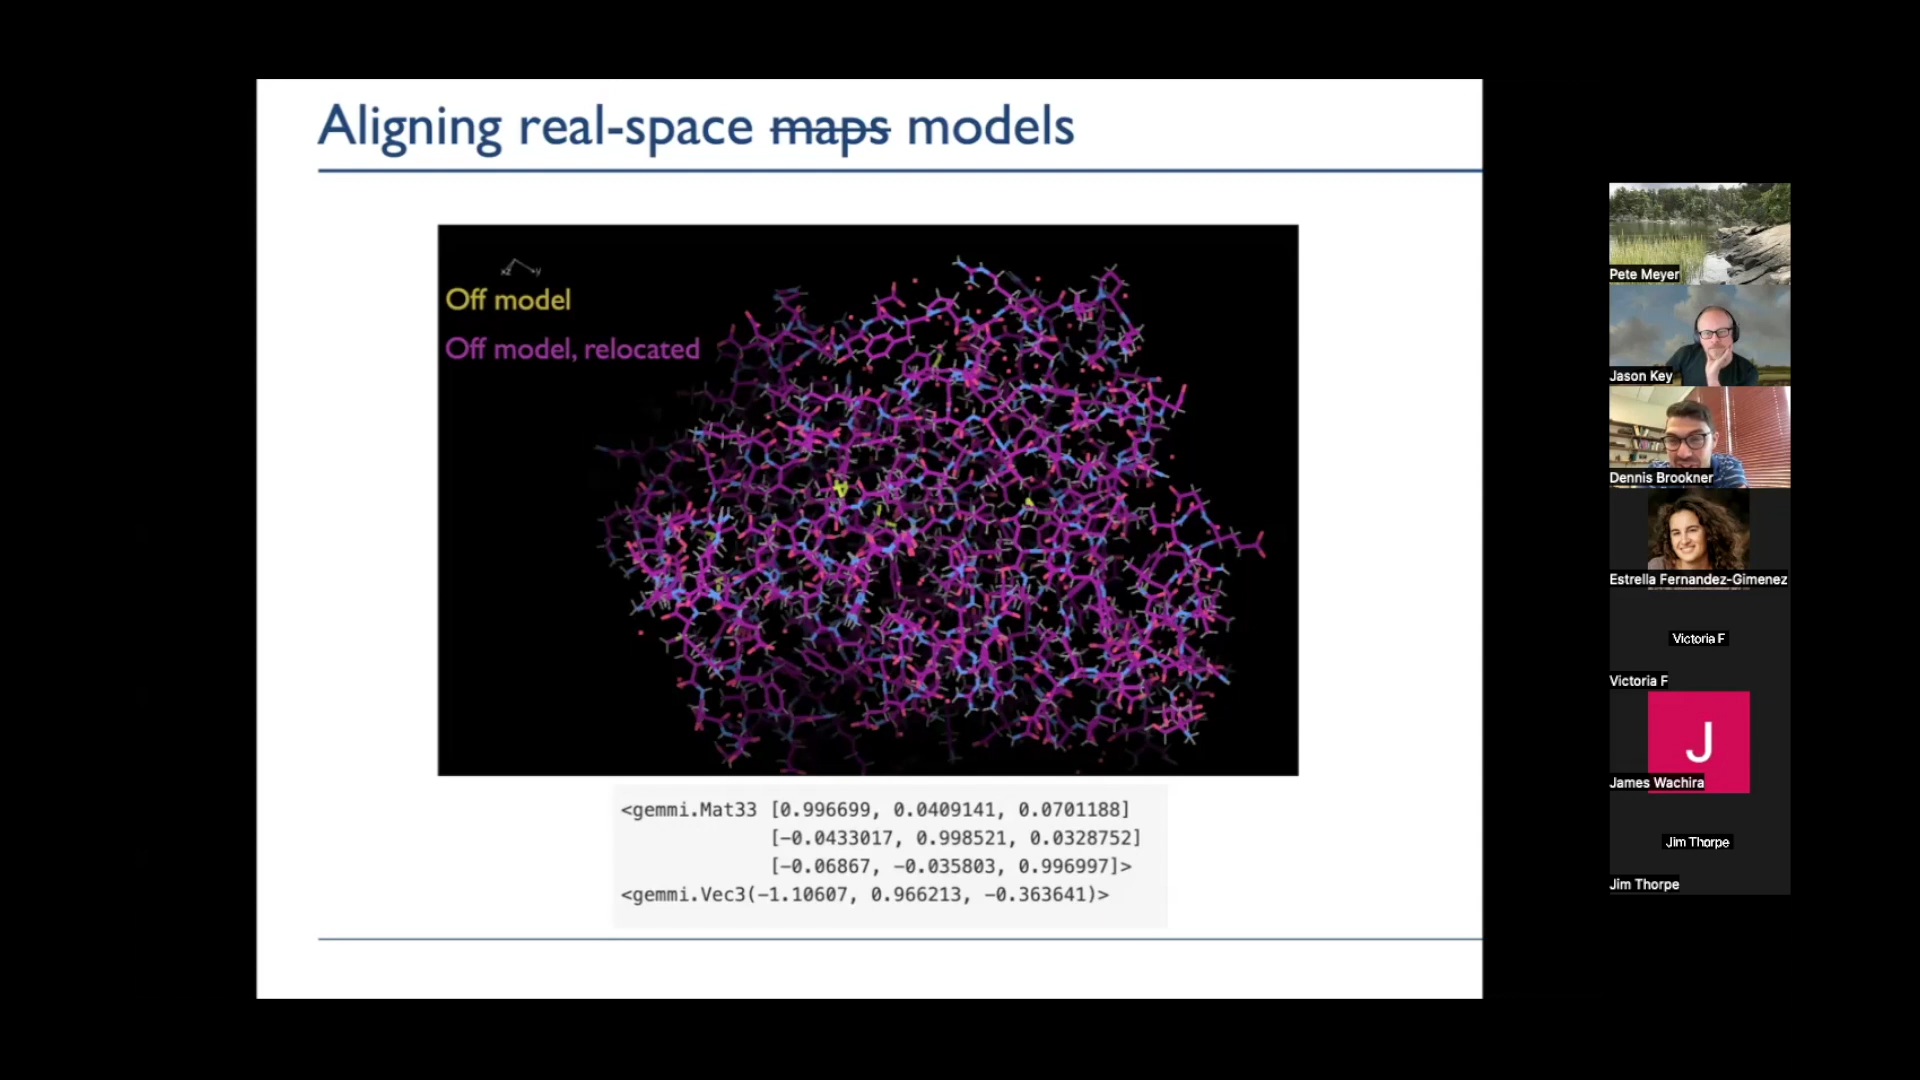 Aligning real-space maps models
xz y
Off model
Off model, relocated
<gemmi.Mat33 [0.996699, 0.0409141, 0.0701188]
[-0.0433017, 0.998521, 0.0328752]
[-0.06867, -0.035803, 0.996997]>
<gemmi.Vec3(-1.10607, 0.966213, -0.363641)>
Pete Meyer
Jason Key
Dennis Brookner
Estrella Fernandez-Gimenez
Victoria F
Victoria F
J
James Wachira
Jim Thorpe
Jim Thorpe